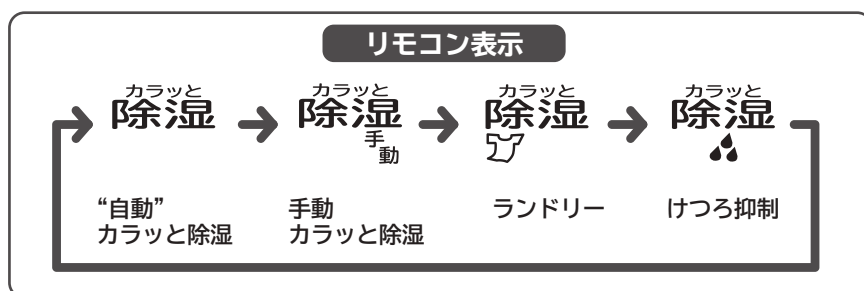 リモコン表示
カラッと
除湿
カラッと
除湿
手動
カラッと
除湿
カラッと
除湿
“自動”
カラッと除湿
手動
カラッと除湿
ランドリー
けつろ抑制